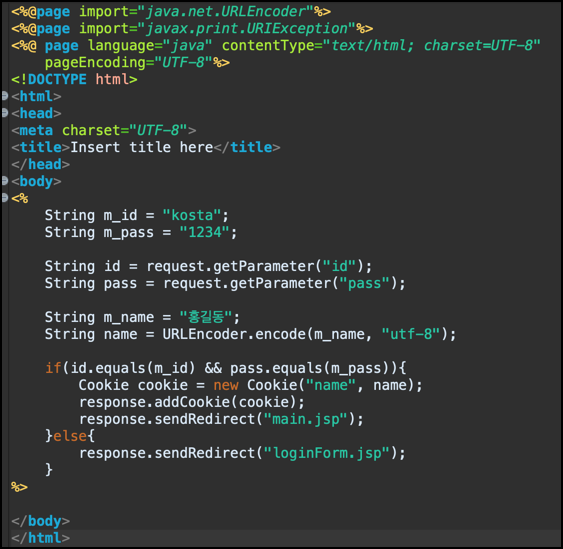 <%@page import="java.net.URLEncoder"%>
<%@page import="javax.print.URIException"%>
<%@ page language="java" contentType="text/html; charset=UTF-8"
    pageEncoding="UTF-8"%>
<!DOCTYPE html>
<html>
<head>
<meta charset="UTF-8">
<title>Insert title here</title>
</head>
<body>
<%
    String m_id = "kosta";
    String m_pass = "1234";

    String id = request.getParameter("id");
    String pass = request.getParameter("pass");

    String m_name = "홍길동";
    String name = URLEncoder.encode(m_name, "utf-8");

    if(id.equals(m_id) && pass.equals(m_pass)){
        Cookie cookie = new Cookie("name", name);
        response.addCookie(cookie);
        response.sendRedirect("main.jsp");
    }else{
        response.sendRedirect("loginForm.jsp");
    }
%>

</body>
</html>